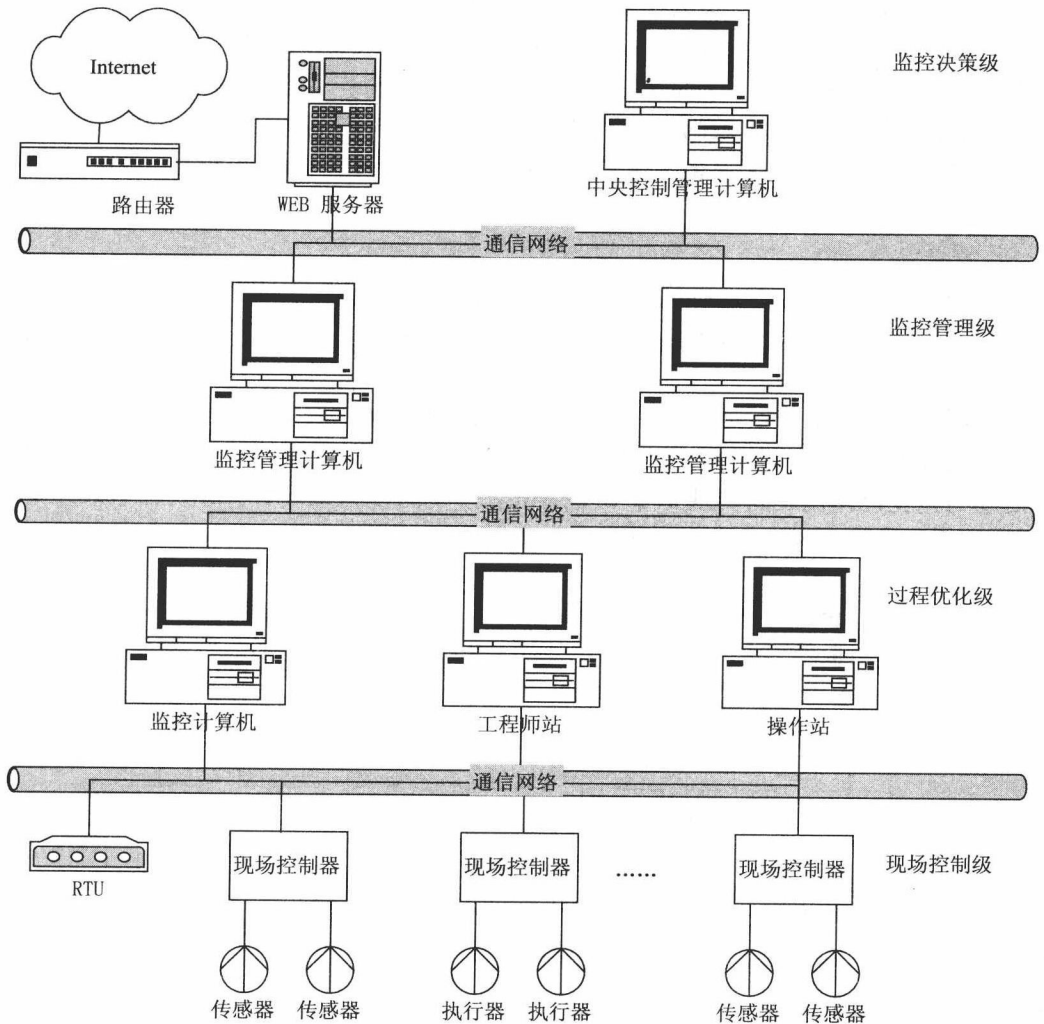 Internet
监控决策级
路由器
WEB 服务器
中央控制管理计算机
通信网络
监控管理级
监控管理计算机
监控管理计算机
通信网络
过程优化级
监控计算机
工程师站
操作站
通信网络
RTU
现场控制器
现场控制器
……
现场控制器
现场控制级
传感器
传感器
执行器
执行器
传感器
传感器